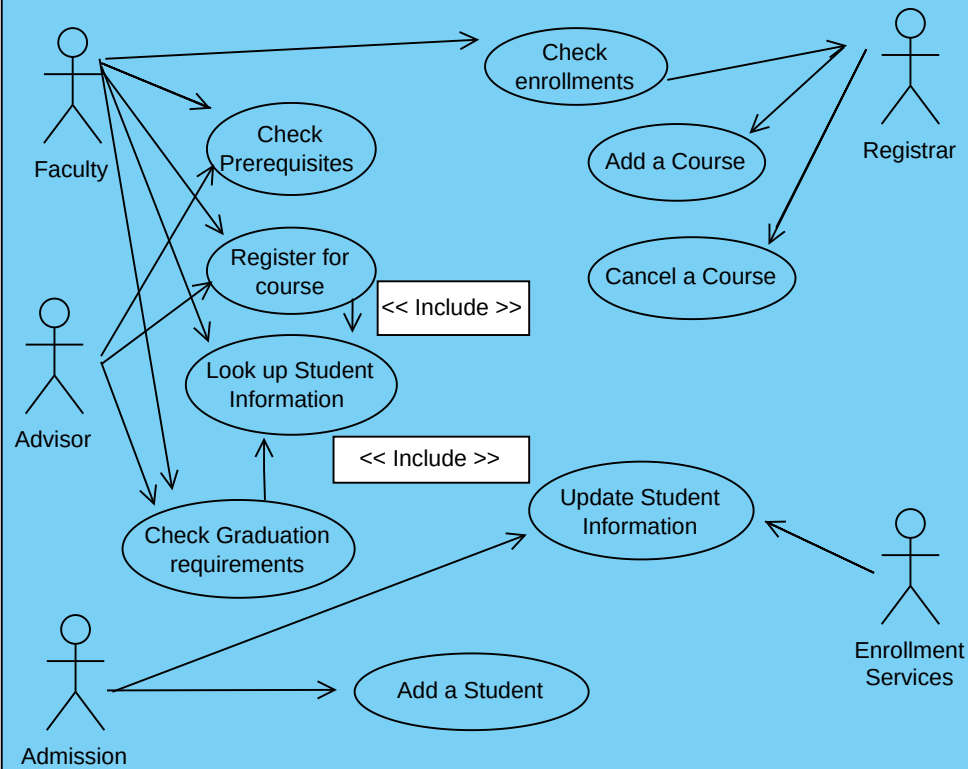 Check
enrollments
Faculty
Check
Prerequisites
Add a Course
Registrar
Register for
course
Cancel a Course
<< Include >>
Look up Student
Information
Advisor
<< Include >>
Update Student
Information
Check Graduation
requirements
Enrollment
Services
Add a Student
Admission